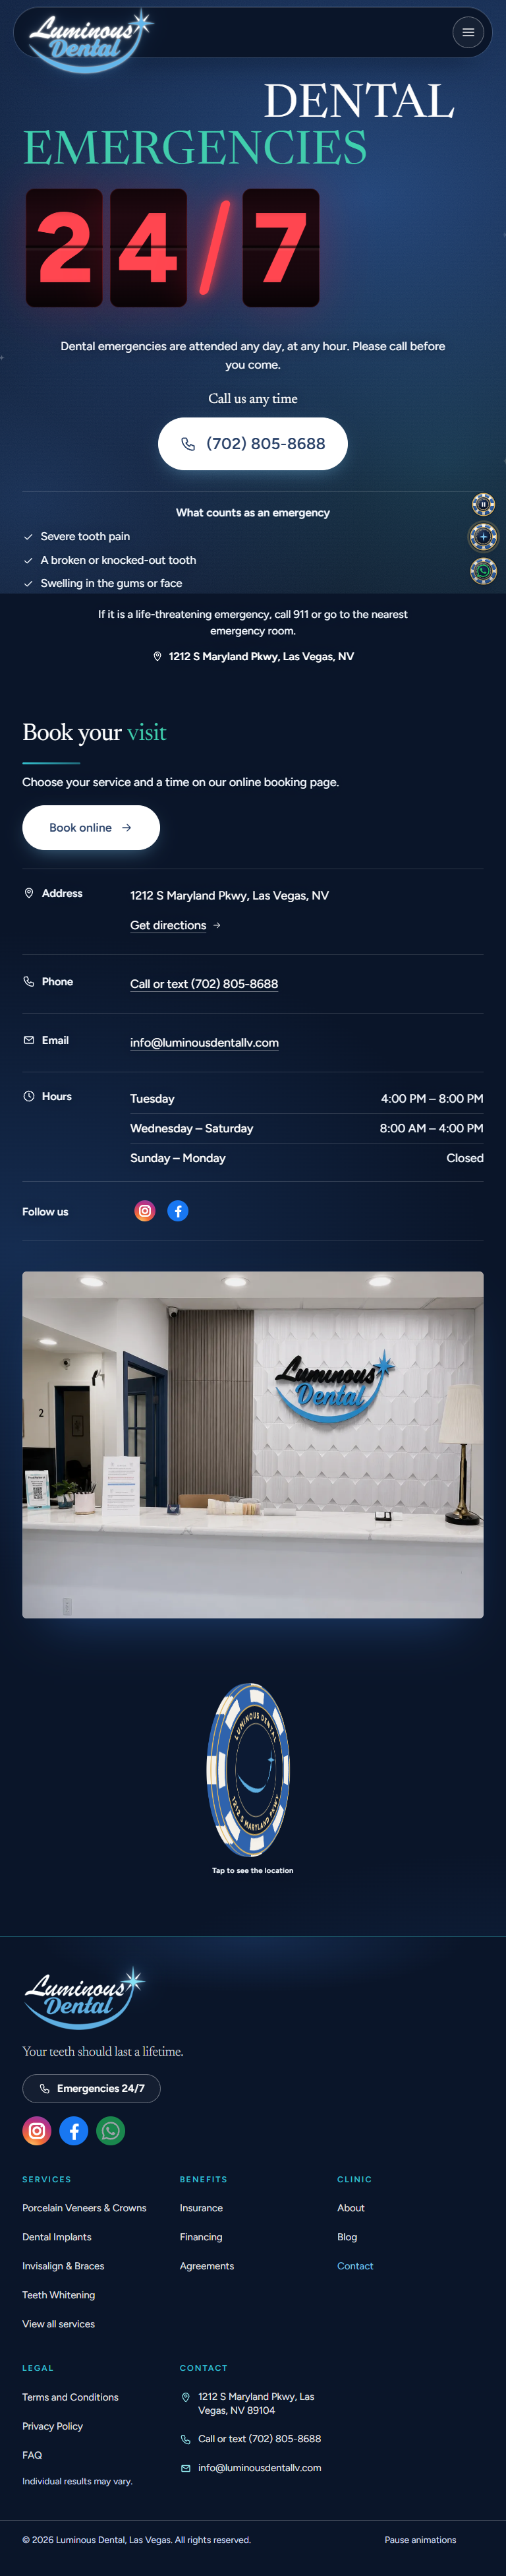 Luminous
Dental
DENTAL
EMERGENCIES
24/7
Dental emergencies are attended any day, at any hour. Please call before
you come.
Call us any time
(702) 805-8688
What counts as an emergency
Severe tooth pain
A broken or knocked-out tooth
Swelling in the gums or face
If it is a life-threatening emergency, call 911 or go to the nearest
emergency room.
1212 S Maryland Pkwy, Las Vegas, NV
Book your visit
Choose your service and a time on our online booking page.
Book online
Address
1212 S Maryland Pkwy, Las Vegas, NV
Get directions
Phone
Call or text (702) 805-8688
Email
info@luminousdentallv.com
Hours
Tuesday 4:00 PM – 8:00 PM
Wednesday – Saturday 8:00 AM – 4:00 PM
Sunday – Monday Closed
Follow us
Luminous
Dental
2
LUMINOUS DENTAL
1212 S MARYLAND PKWY
Tap to see the location
Luminous
Dental
Your teeth should last a lifetime.
Emergencies 24/7
SERVICES
Porcelain Veneers & Crowns
Dental Implants
Invisalign & Braces
Teeth Whitening
View all services
BENEFITS
Insurance
Financing
Agreements
CLINIC
About
Blog
Contact
LEGAL
Terms and Conditions
Privacy Policy
FAQ
Individual results may vary.
CONTACT
1212 S Maryland Pkwy, Las
Vegas, NV 89104
Call or text (702) 805-8688
info@luminousdentallv.com
© 2026 Luminous Dental, Las Vegas. All rights reserved.
Pause animations